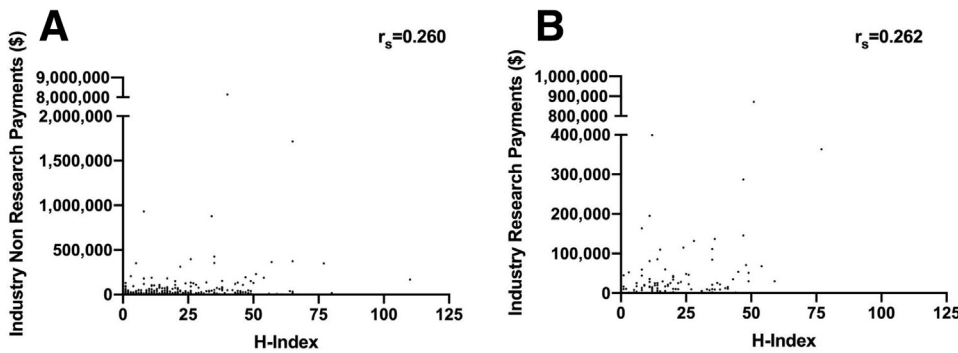 A
r_s=0.260
Industry Non Research Payments ($)
9,000,000
8,000,000
2,000,000
1,500,000
1,000,000
500,000
0
0 25 50 75 100 125
H-Index
B
r_s=0.262
Industry Research Payments ($)
1,000,000
900,000
800,000
400,000
300,000
200,000
100,000
0
0 25 50 75 100 125
H-Index